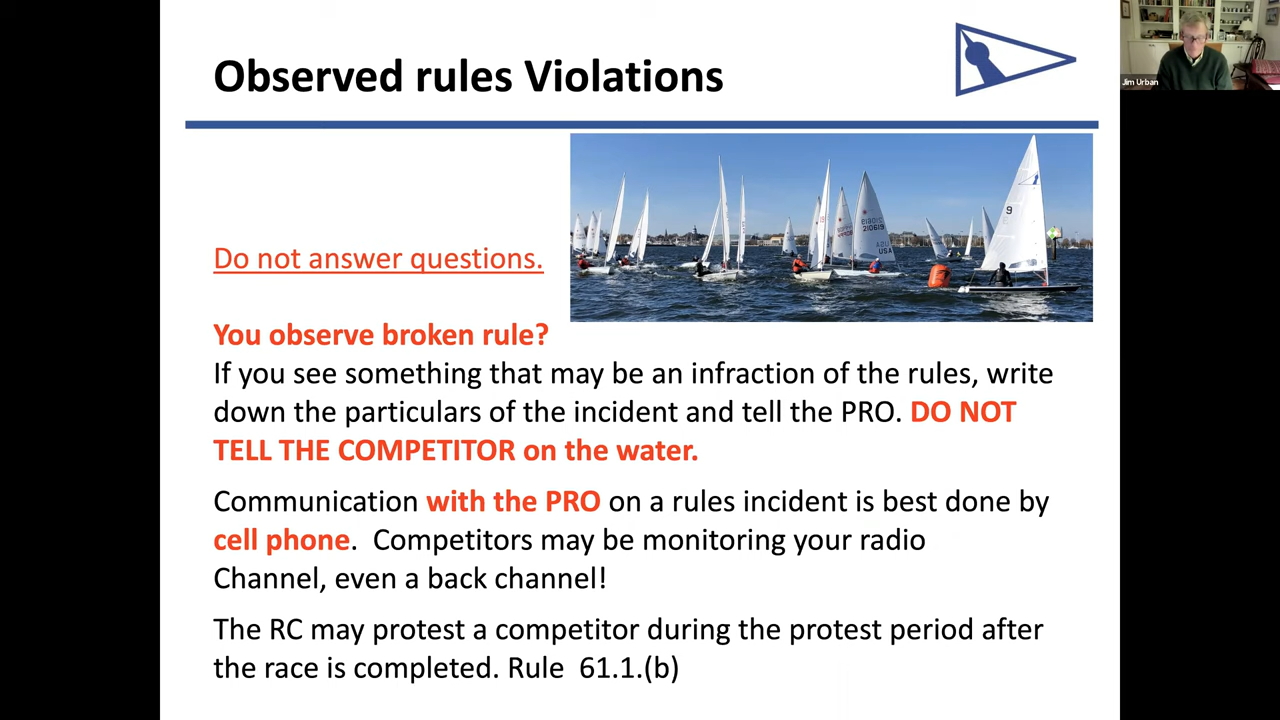 Observed rules Violations
Jim Urban
Do not answer questions.
9
210619
USA
You observe broken rule?
If you see something that may be an infraction of the rules, write
down the particulars of the incident and tell the PRO. DO NOT
TELL THE COMPETITOR on the water.
Communication with the PRO on a rules incident is best done by
cell phone.  Competitors may be monitoring your radio
Channel, even a back channel!
The RC may protest a competitor during the protest period after
the race is completed. Rule  61.1.(b)